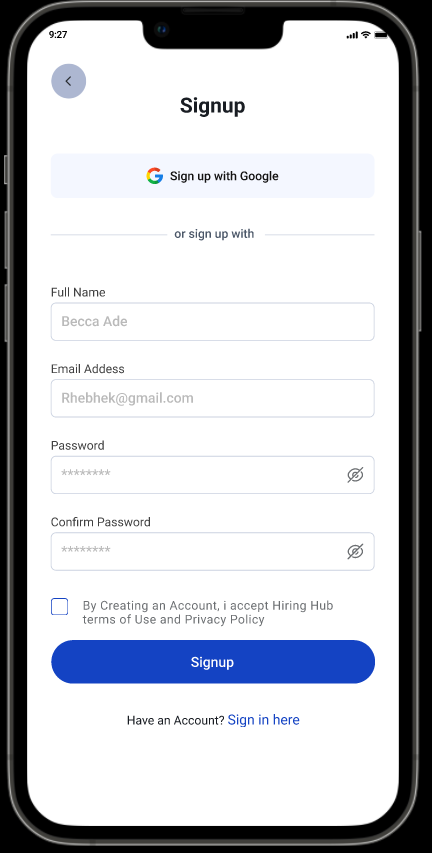 9:27
Signup
Sign up with Google
or sign up with
Full Name
Becca Ade
Email Addess
Rhebhek@gmail.com
Password
********
Confirm Password
********
By Creating an Account, i accept Hiring Hub
terms of Use and Privacy Policy
Signup
Have an Account? Sign in here